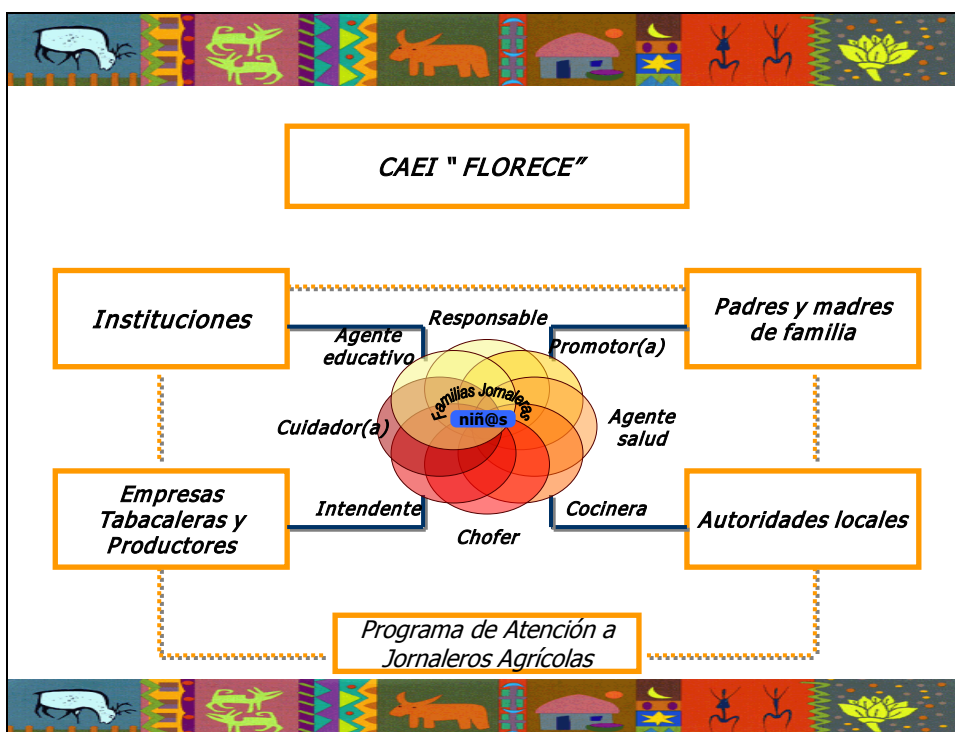 CAEI “ FLORECE”
Instituciones
Padres y madres
de familia
Responsable
Agente
educativo
Promotor(a)
Familias Jornaleras
niñ@s
Cuidador(a)
Agente
salud
Empresas
Tabacaleras y
Productores
Intendente
Cocinera
Autoridades locales
Chofer
Programa de Atención a
Jornaleros Agrícolas